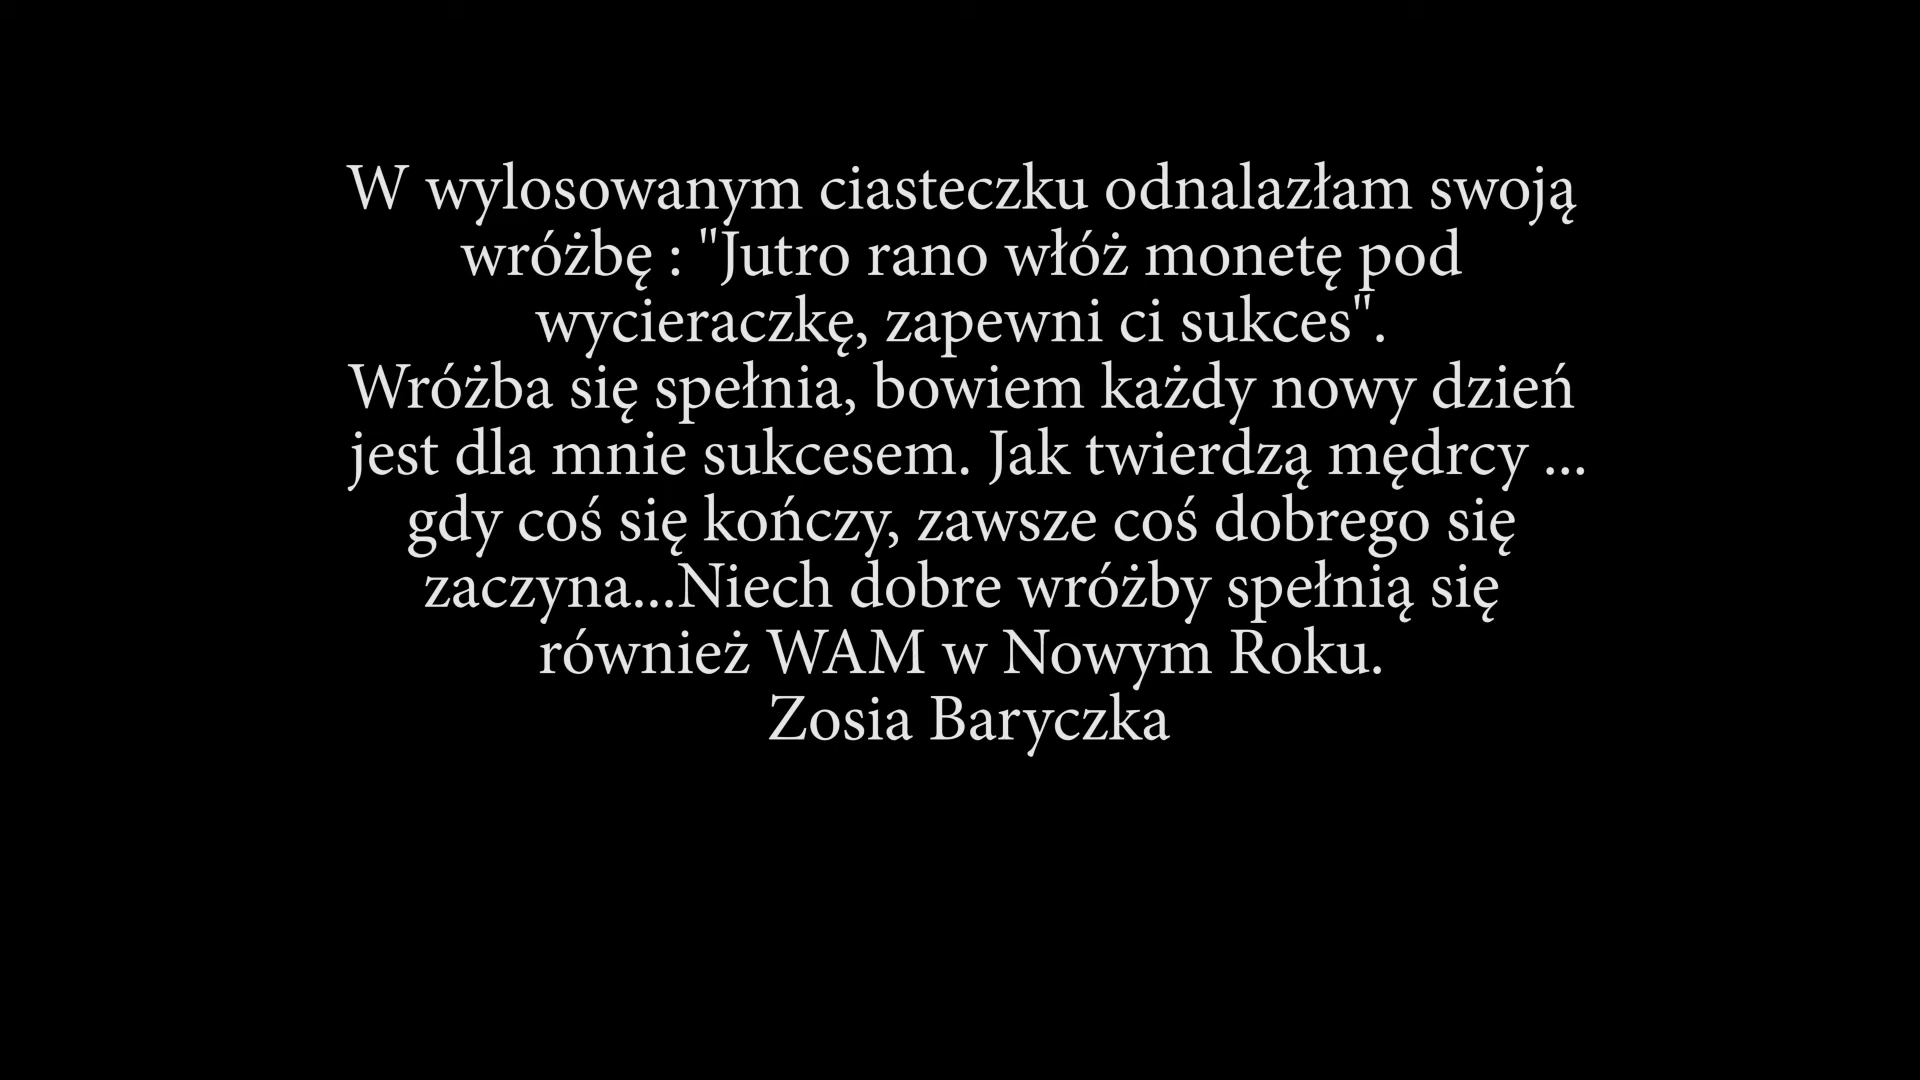 W wylosowanym ciasteczku odnalazłam swoją
wróżbę : "Jutro rano włóż monetę pod
wycieraczkę, zapewni ci sukces".
Wróżba się spełnia, bowiem każdy nowy dzień
jest dla mnie sukcesem. Jak twierdzą mędrcy ...
gdy coś się kończy, zawsze coś dobrego się
zaczyna...Niech dobre wróżby spełnią się
również WAM w Nowym Roku.
Zosia Baryczka